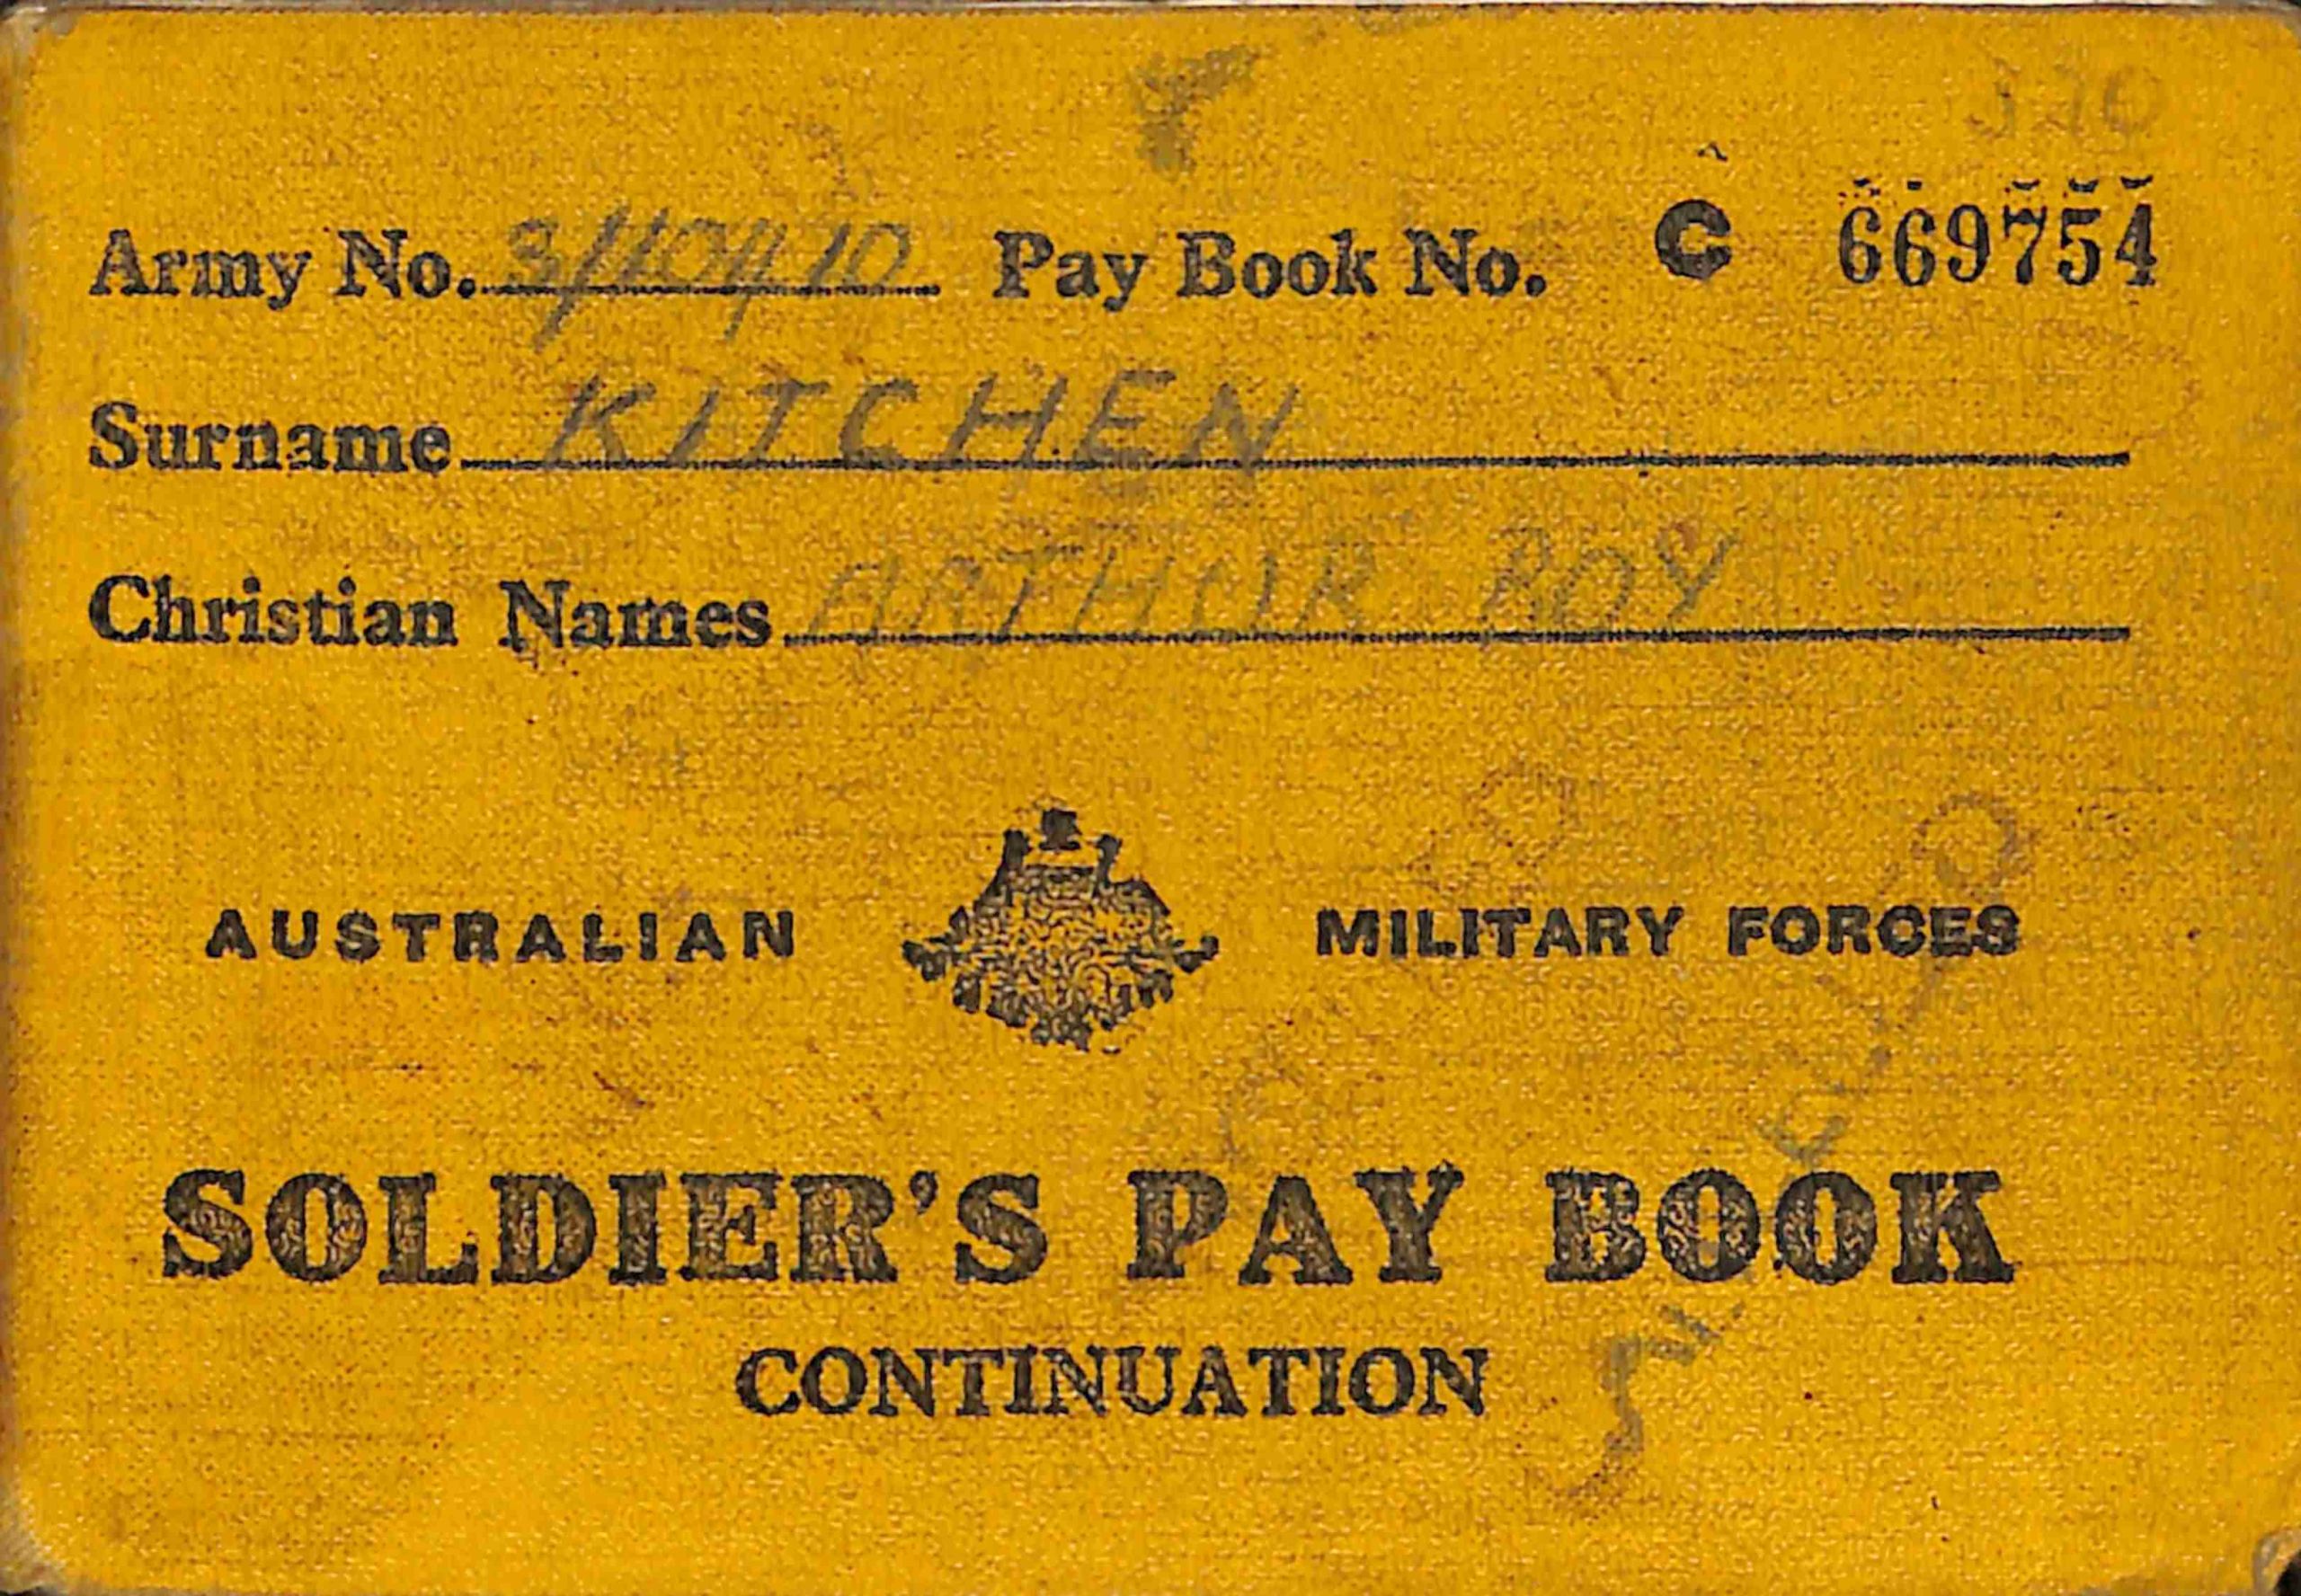 Army No. 3/10410 Pay Book No. C 669754
Surname KITCHEN
Christian Names ARTHUR ROY
AUSTRALIAN MILITARY FORCES
SOLDIER'S PAY BOOK
CONTINUATION